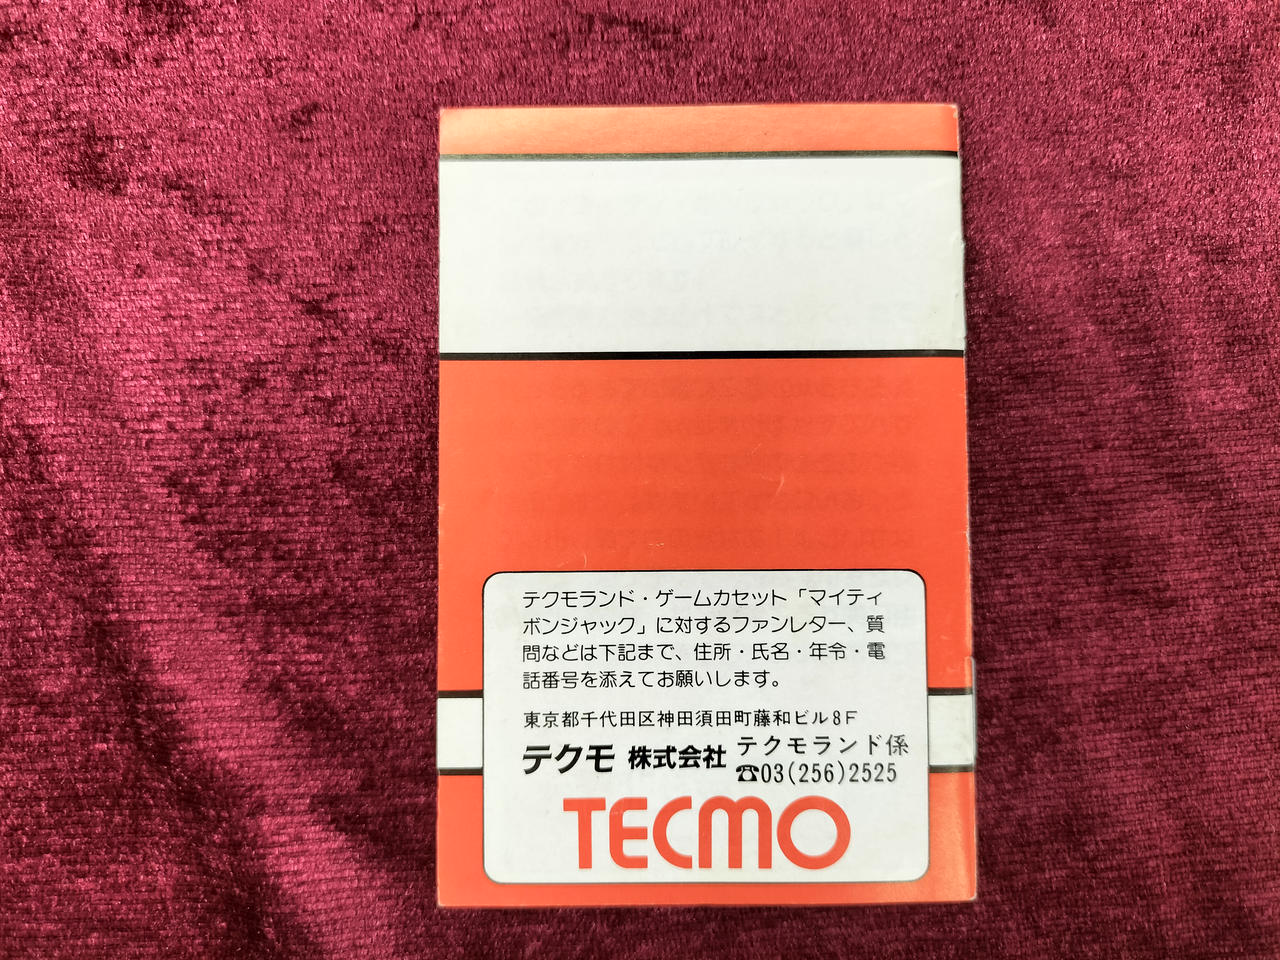 テクモランド・ゲームカセット「マイティ
ボンジャック」に対するファンレター、質
問などは下記まで、住所・氏名・年令・電
話番号を添えてお願いします。
東京都千代田区神田須田町藤和ビル8F
テクモ 株式会社 テクモランド係
☎03(256)2525
TECMO